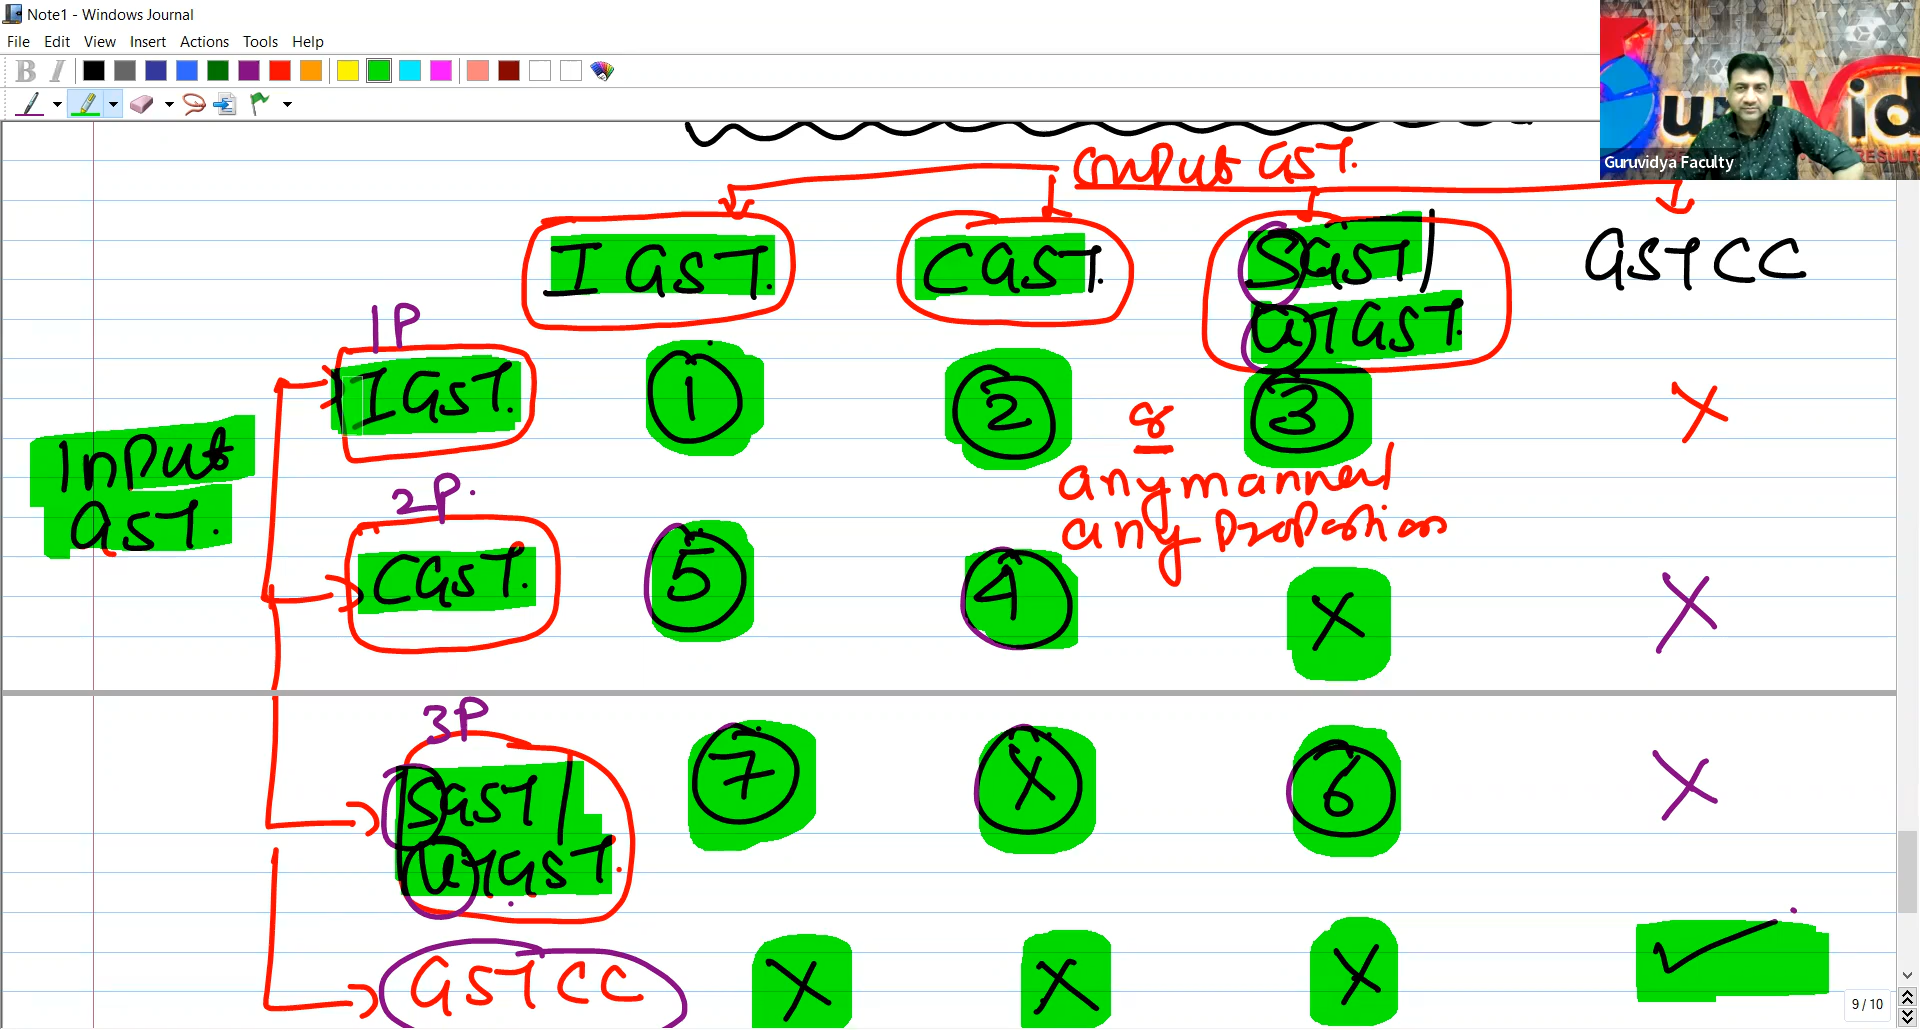 Note1 - Windows Journal
File Edit View Insert Actions Tools Help
B I
Guruvidya Faculty
Input GST.
IGST. CGST. SGST/ GSTCC
UTGST.
1P
IGST. 1 2 & 3 X
any manner/
any Proportion
Input
GST.
2P.
CGST. 5 4 X X
3P
SGST/ 7 X 6 X
UTGST.
GSTCC X X X ✓
9 / 10